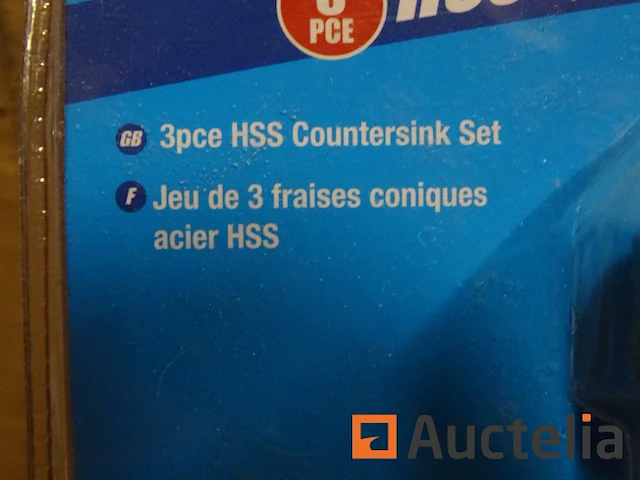 PCE
GB 3pce HSS Countersink Set
F Jeu de 3 fraises coniques
acier HSS
Auctelia